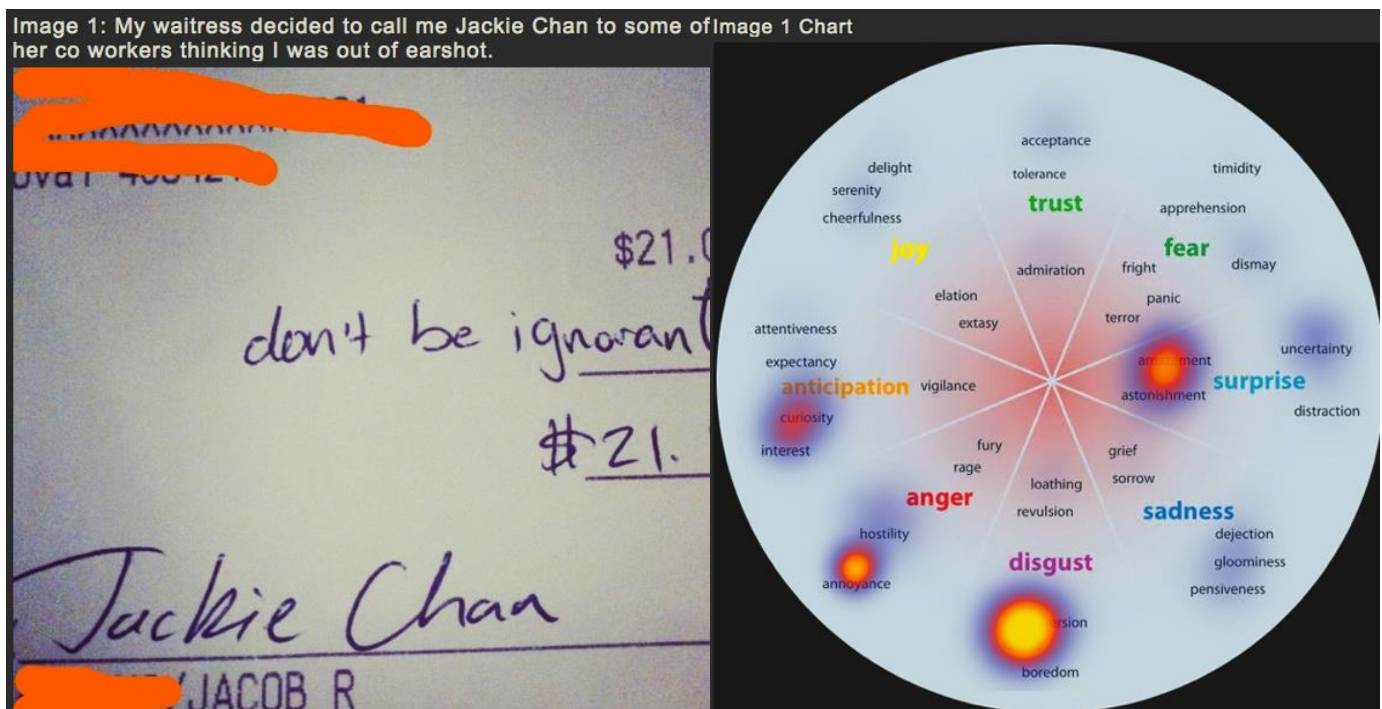 Image 1: My waitress decided to call me Jackie Chan to some of
her co workers thinking I was out of earshot.
$21.0
don't be ignorant
$21.
Jackie Chan
/JACOB R
Image 1 Chart
acceptance
tolerance
trust
admiration
delight
serenity
cheerfulness
joy
elation
extasy
timidity
apprehension
fear
dismay
fright
panic
terror
attentiveness
expectancy
anticipation
vigilance
curiosity
interest
uncertainty
surprise
astonishment
distraction
fury
rage
anger
hostility
annoyance
loathing
revulsion
disgust
boredom
grief
sorrow
sadness
dejection
gloominess
pensiveness